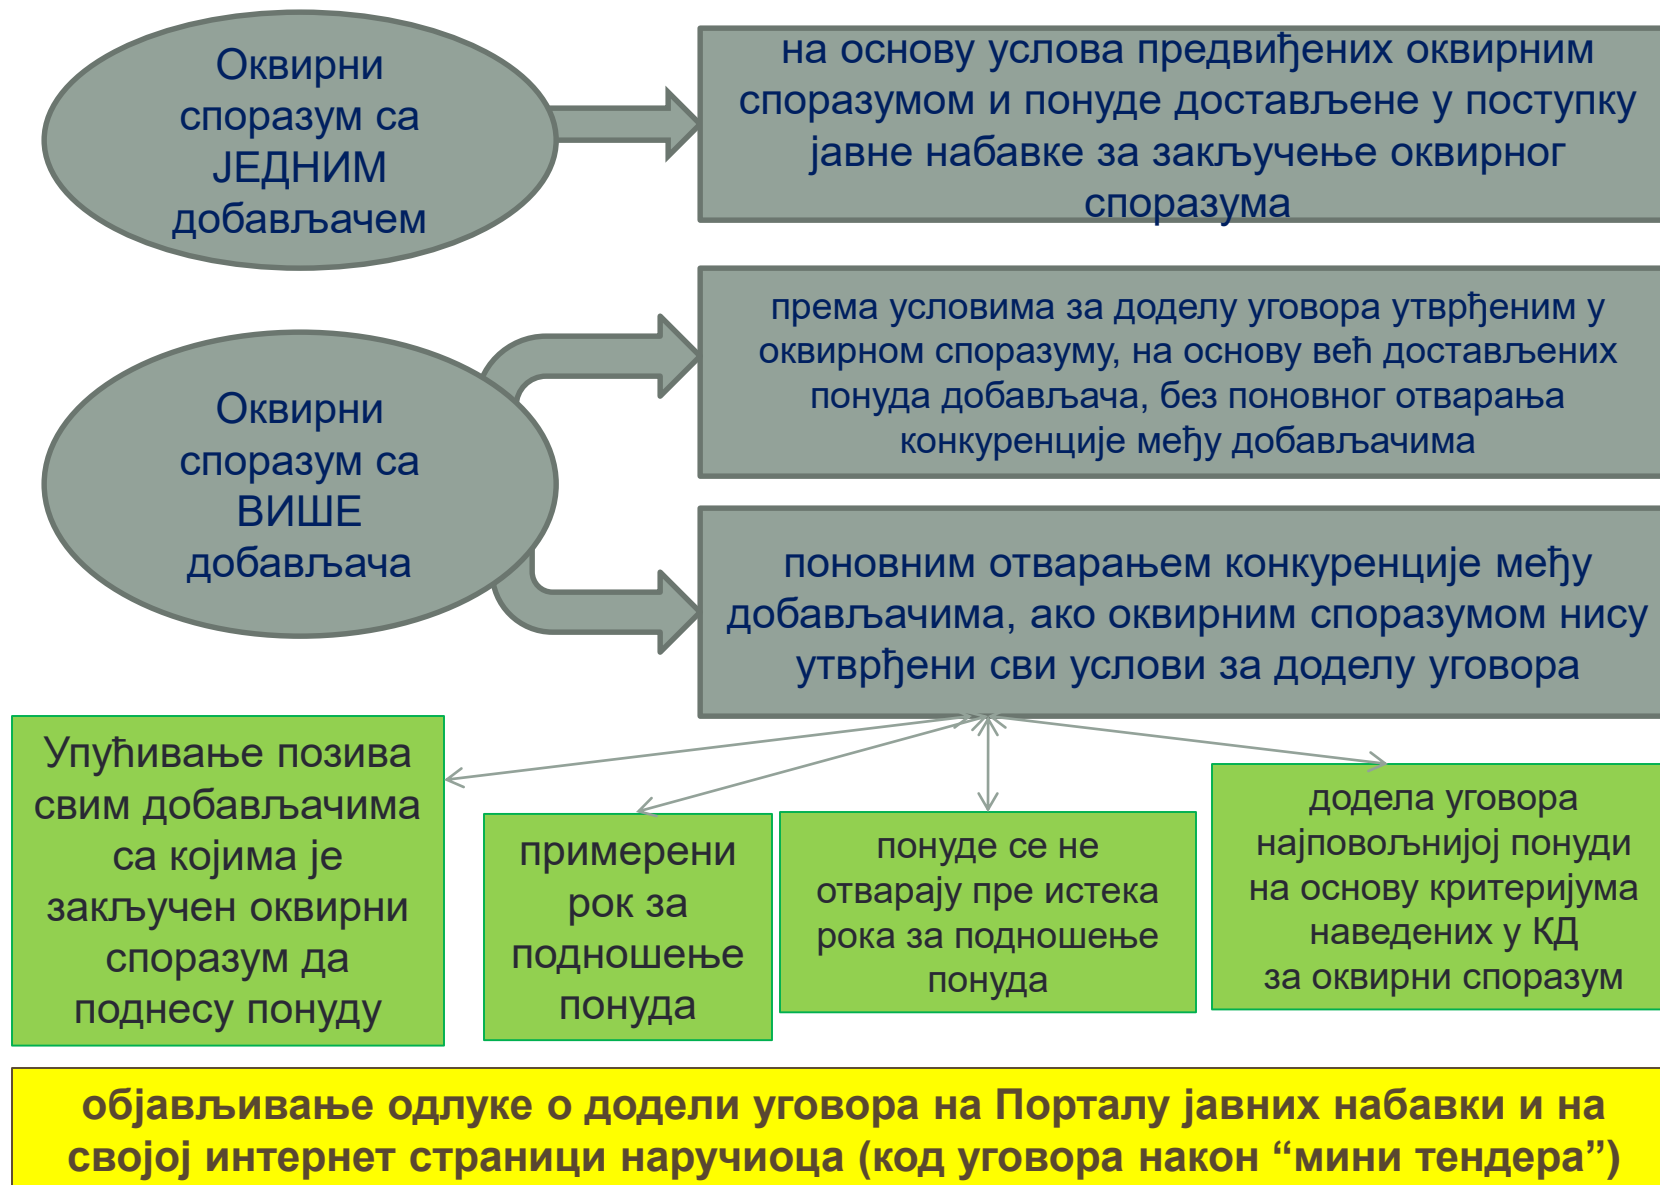 Оквирни
споразум са
ЈЕДНИМ
добављачем
на основу услова предвиђених оквирним
споразумом и понуде достављене у поступку
јавне набавке за закључење оквирног
споразума
Оквирни
споразум са
ВИШЕ
добављача
према условима за доделу уговора утврђеним у
оквирном споразуму, на основу већ достављених
понуда добављача, без поновног отварања
конкуренције међу добављачима
поновним отварањем конкуренције међу
добављачима, ако оквирним споразумом нису
утврђени сви услови за доделу уговора
Упућивање позива
свим добављачима
са којима је
закључен оквирни
споразум да
поднесу понуду
примерени
рок за
подношење
понуда
понуде се не
отварају пре истека
рока за подношење
понуда
додела уговора
најповољнијој понуди
на основу критеријума
наведених у КД
за оквирни споразум
објављивање одлуке о додели уговора на Порталу јавних набавки и на
својој интернет страници наручиоца (код уговора након “мини тендера”)